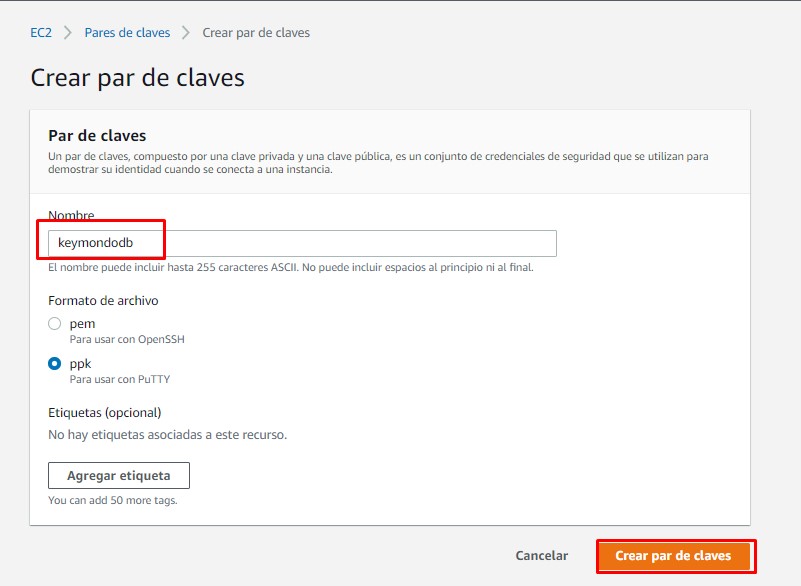 EC2 > Pares de claves > Crear par de claves
Crear par de claves
Par de claves
Un par de claves, compuesto por una clave privada y una clave pública, es un conjunto de credenciales de seguridad que se utilizan para
demostrar su identidad cuando se conecta a una instancia.
Nombre
keymondodb
El nombre puede incluir hasta 255 caracteres ASCII. No puede incluir espacios al principio ni al final.
Formato de archivo
pem
Para usar con OpenSSH
ppk
Para usar con PuTTY
Etiquetas (opcional)
No hay etiquetas asociadas a este recurso.
Agregar etiqueta
You can add 50 more tags.
Cancelar Crear par de claves